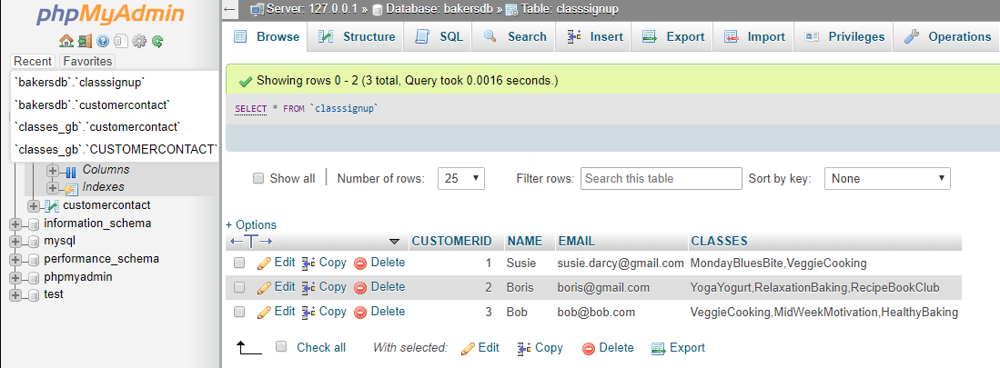 phpMyAdmin
Recent Favorites
`bakersdb`.`classsignup`
`bakersdb`.`customercontact`
`classes_gb`.`customercontact`
`classes_gb`.`CUSTOMERCONTACT`
Columns
Indexes
customercontact
information_schema
mysql
performance_schema
phpmyadmin
test
Server: 127.0.0.1 » Database: bakersdb » Table: classsignup
Browse Structure SQL Search Insert Export Import Privileges Operations
Showing rows 0 - 2 (3 total, Query took 0.0016 seconds.)
SELECT * FROM `classsignup`
Show all | Number of rows: 25 Filter rows: Search this table Sort by key: None
+ Options
←T→ CUSTOMERID NAME EMAIL CLASSES
Edit Copy Delete 1 Susie susie.darcy@gmail.com MondayBluesBite,VeggieCooking
Edit Copy Delete 2 Boris boris@gmail.com YogaYogurt,RelaxationBaking,RecipeBookClub
Edit Copy Delete 3 Bob bob@bob.com VeggieCooking,MidWeekMotivation,HealthyBaking
Check all With selected: Edit Copy Delete Export